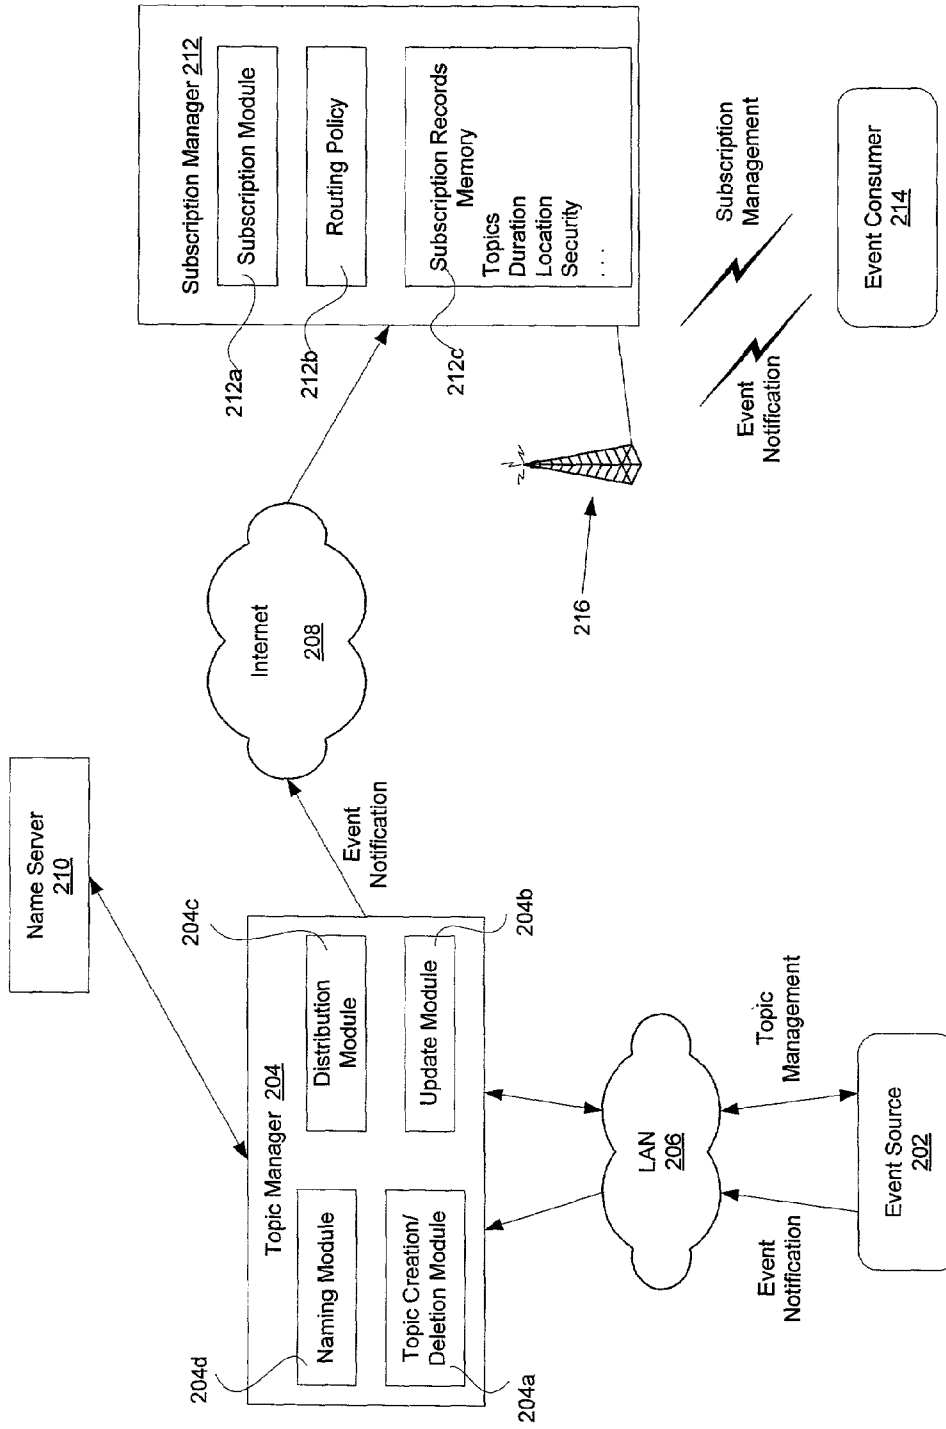 Name Server
210
204c
Topic Manager 204
204d
Naming Module
Distribution
Module
Topic Creation/
Deletion Module
Update Module
204a
204b
Event
Notification
Internet
208
Subscription Manager 212
212a
Subscription Module
212b
Routing Policy
212c
Subscription Records
Memory
Topics
Duration
Location
Security
. . . .
216
LAN
206
Event
Notification
Topic
Management
Event Source
202
Event
Notification
Subscription
Management
Event Consumer
214